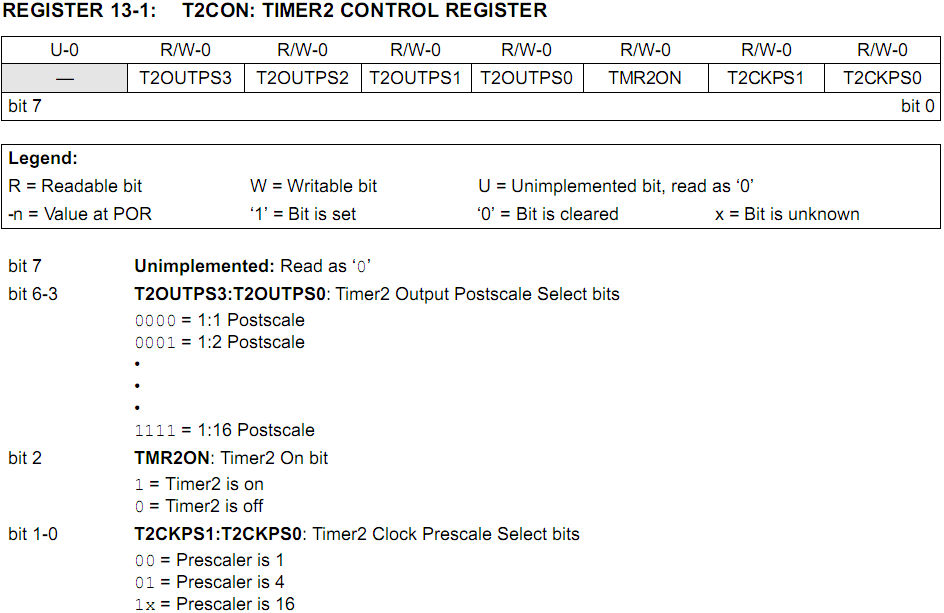 REGISTER 13-1: T2CON: TIMER2 CONTROL REGISTER
U-0 R/W-0 R/W-0 R/W-0 R/W-0 R/W-0 R/W-0 R/W-0
— T2OUTPS3 T2OUTPS2 T2OUTPS1 T2OUTPS0 TMR2ON T2CKPS1 T2CKPS0
bit 7 bit 0
Legend:
R = Readable bit W = Writable bit U = Unimplemented bit, read as ‘0’
-n = Value at POR ‘1’ = Bit is set ‘0’ = Bit is cleared x = Bit is unknown
bit 7 Unimplemented: Read as ‘0’
bit 6-3 T2OUTPS3:T2OUTPS0: Timer2 Output Postscale Select bits
0000 = 1:1 Postscale
0001 = 1:2 Postscale
•
•
•
1111 = 1:16 Postscale
bit 2 TMR2ON: Timer2 On bit
1 = Timer2 is on
0 = Timer2 is off
bit 1-0 T2CKPS1:T2CKPS0: Timer2 Clock Prescale Select bits
00 = Prescaler is 1
01 = Prescaler is 4
1x = Prescaler is 16